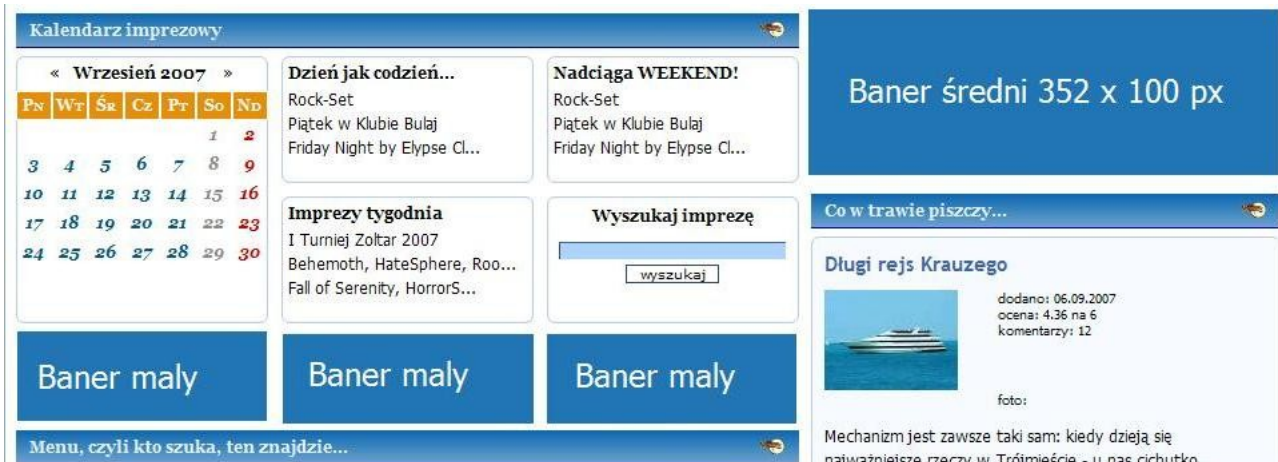 Kalendarz imprezowy
« Wrzesień 2007 »
Pn Wt Śr Cz Pt So Nd
1 2
3 4 5 6 7 8 9
10 11 12 13 14 15 16
17 18 19 20 21 22 23
24 25 26 27 28 29 30
Dzień jak codzień...
Rock-Set
Piątek w Klubie Bulaj
Friday Night by Elypse Cl...
Nadciąga WEEKEND!
Rock-Set
Piątek w Klubie Bulaj
Friday Night by Elypse Cl...
Imprezy tygodnia
I Turniej Zoltar 2007
Behemoth, HateSphere, Roo...
Fall of Serenity, HorrorS...
Wyszukaj imprezę
wyszukaj
Baner maly
Baner maly
Baner maly
Menu, czyli kto szuka, ten znajdzie...
Baner średni 352 x 100 px
Co w trawie piszczy...
Długi rejs Krauzego
dodano: 06.09.2007
ocena: 4.36 na 6
komentarzy: 12
foto:
Mechanizm jest zawsze taki sam: kiedy dzieją się
najważniejsze rzeczy w Trójmieście - u nas cichutko